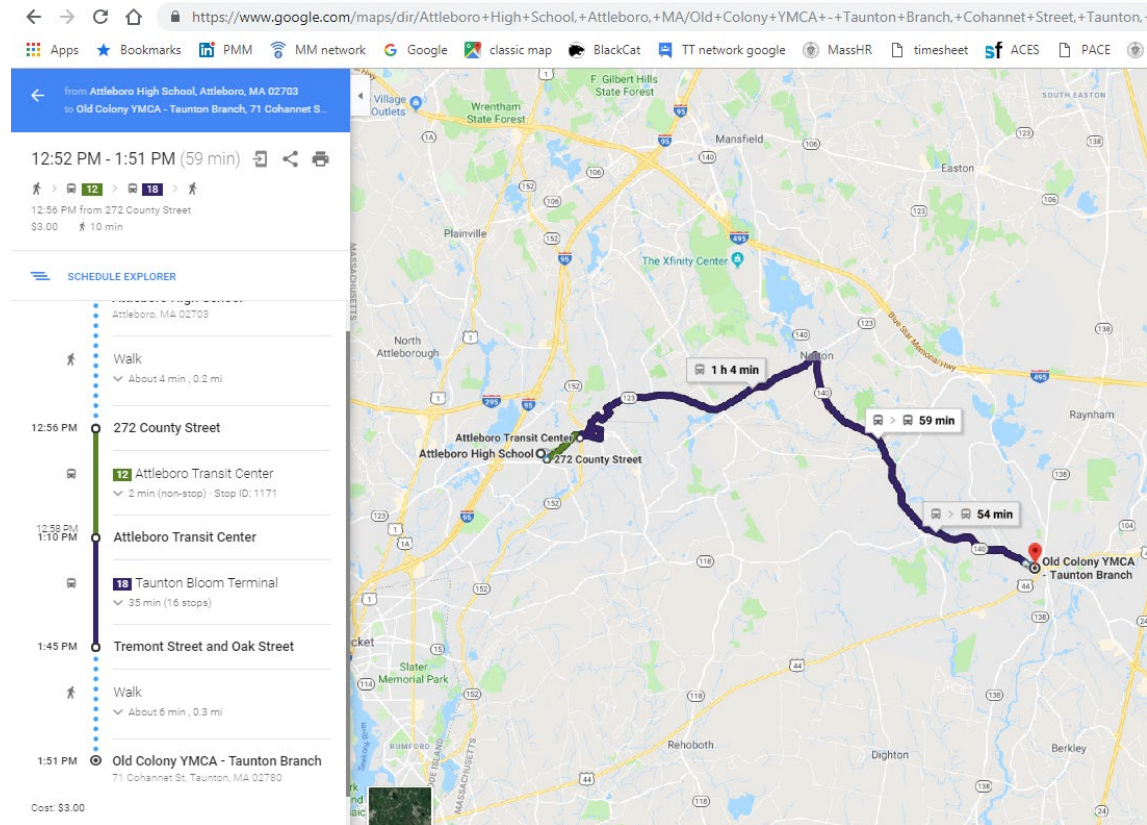 https://www.google.com/maps/dir/Attleboro+High+School,+Attleboro,+MA/Old+Colony+YMCA+-+Taunton+Branch,+Cohannet+Street,+Taunton,
Apps Bookmarks PMM MM network Google classic map BlackCat TT network google MassHR timesheet ACES PACE
from Attleboro High School, Attleboro, MA 02703
to Old Colony YMCA - Taunton Branch, 71 Cohannet S...
12:52 PM - 1:51 PM (59 min)
12 > 18
12:56 PM from 272 County Street
$3.00 10 min
SCHEDULE EXPLORER
Attleboro High School
Attleboro, MA 02703
Walk
About 4 min , 0.2 mi
12:56 PM 272 County Street
12 Attleboro Transit Center
2 min (non-stop) · Stop ID: 1171
12:58 PM
1:10 PM Attleboro Transit Center
18 Taunton Bloom Terminal
35 min (16 stops)
1:45 PM Tremont Street and Oak Street
Walk
About 6 min , 0.3 mi
1:51 PM Old Colony YMCA - Taunton Branch
71 Cohannet St, Taunton, MA 02780
Cost: $3.00
Village
Outlets
Wrentham
State Forest
F. Gilbert Hills
State Forest
SOUTH EASTON
Mansfield
Easton
Plainville
The Xfinity Center
MASSACHUSETTS
North
Attleborough
Blue Star Memorial Hwy
Norton
Raynham
1 h 4 min
> 59 min
> 54 min
Attleboro Transit Center
Attleboro High School
272 County Street
Old Colony YMCA
- Taunton Branch
Slater
Memorial Park
RUMFORD
Rehoboth
Dighton
Berkley
MASSACHUSETTS